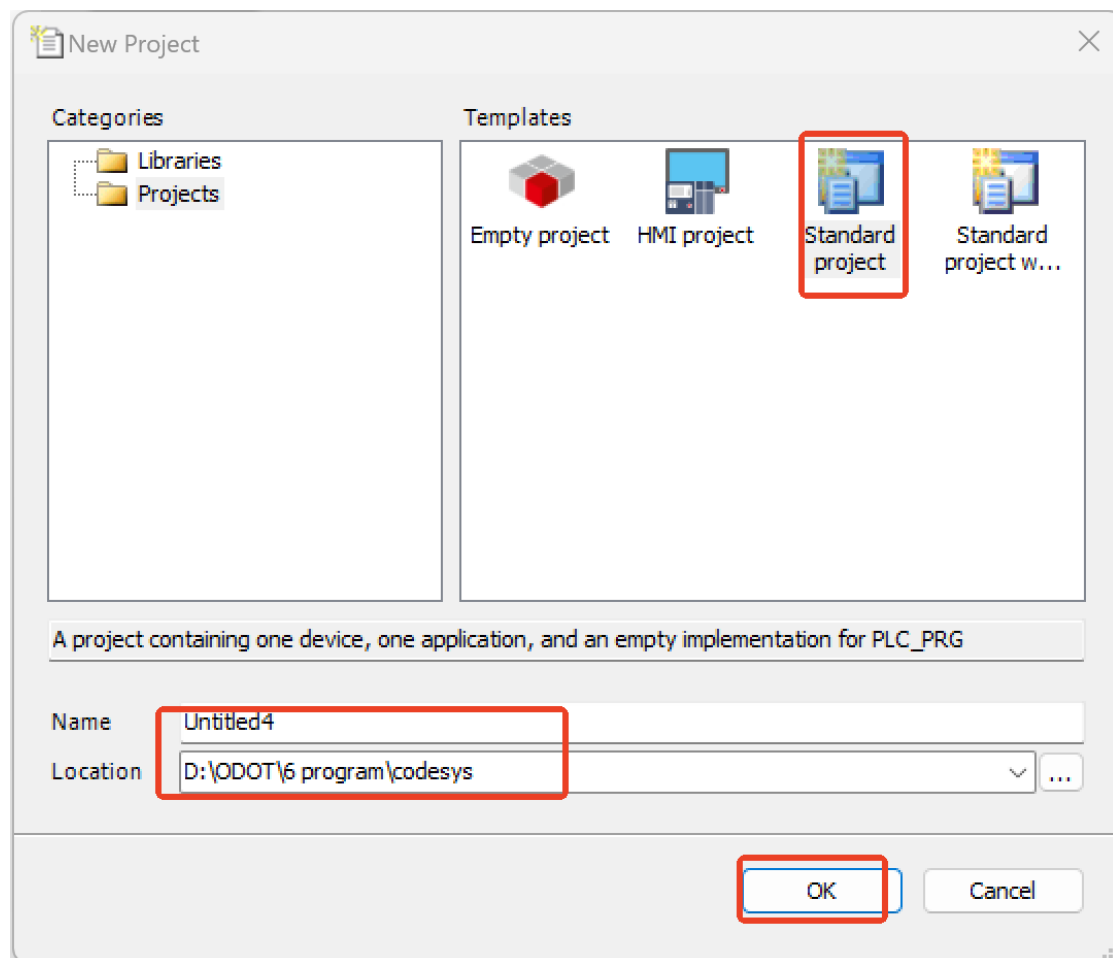 New Project
Categories
Templates
Libraries
Projects
Empty project
HMI project
Standard
project
Standard
project w...
A project containing one device, one application, and an empty implementation for PLC_PRG
Name
Untitled4
Location
D:\ODOT\6 program\codesys
...
OK
Cancel